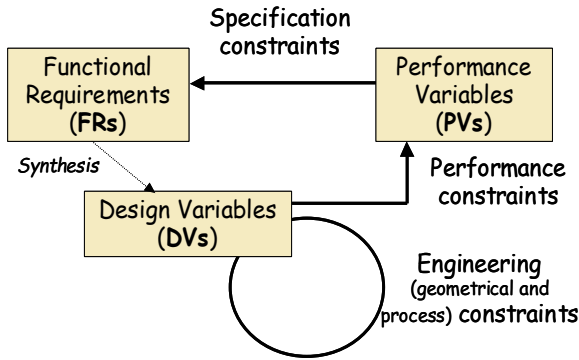 Specification
constraints
Functional
Requirements
(FRs)
Performance
Variables
(PVs)
Synthesis
Performance
constraints
Design Variables
(DVs)
Engineering
(geometrical and
process) constraints